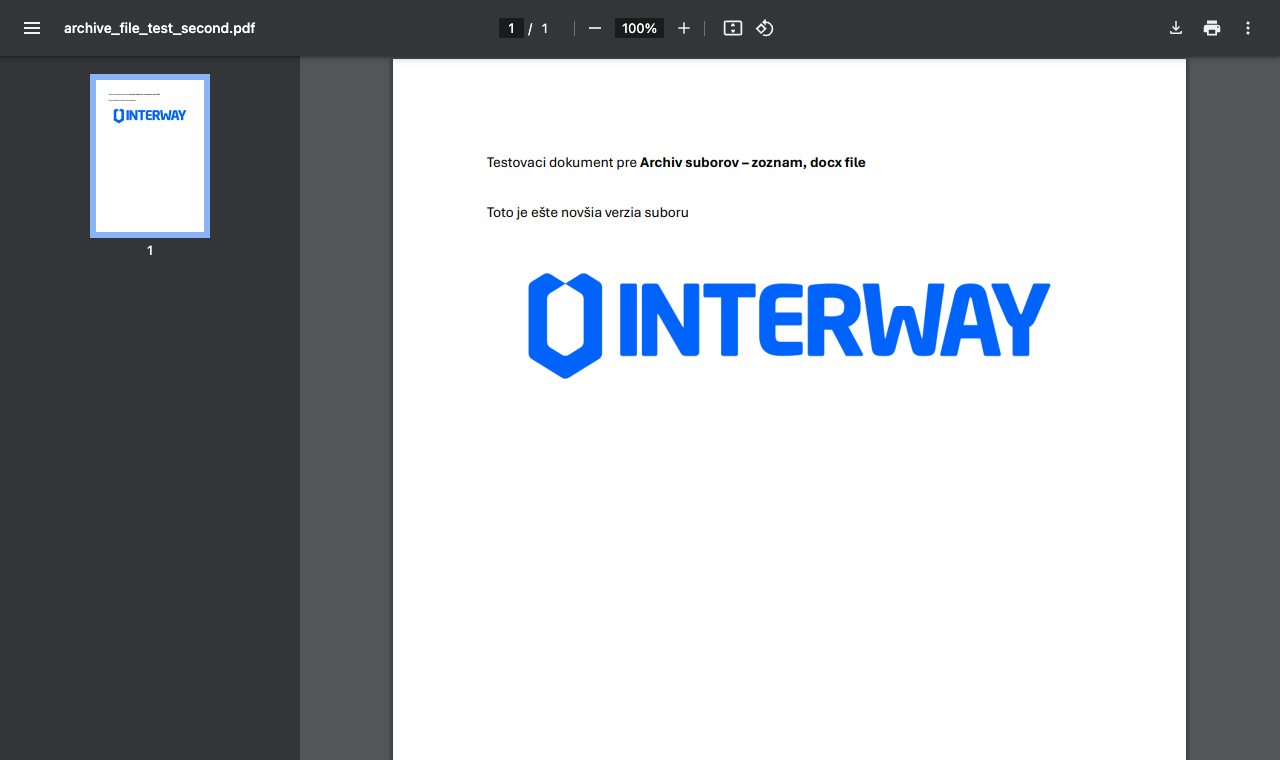 archive_file_test_second.pdf
1 / 1
100%
1
Testovaci dokument pre Archiv suborov – zoznam, docx file
Toto je ešte novšia verzia suboru
INTERWAY
INTERWAY